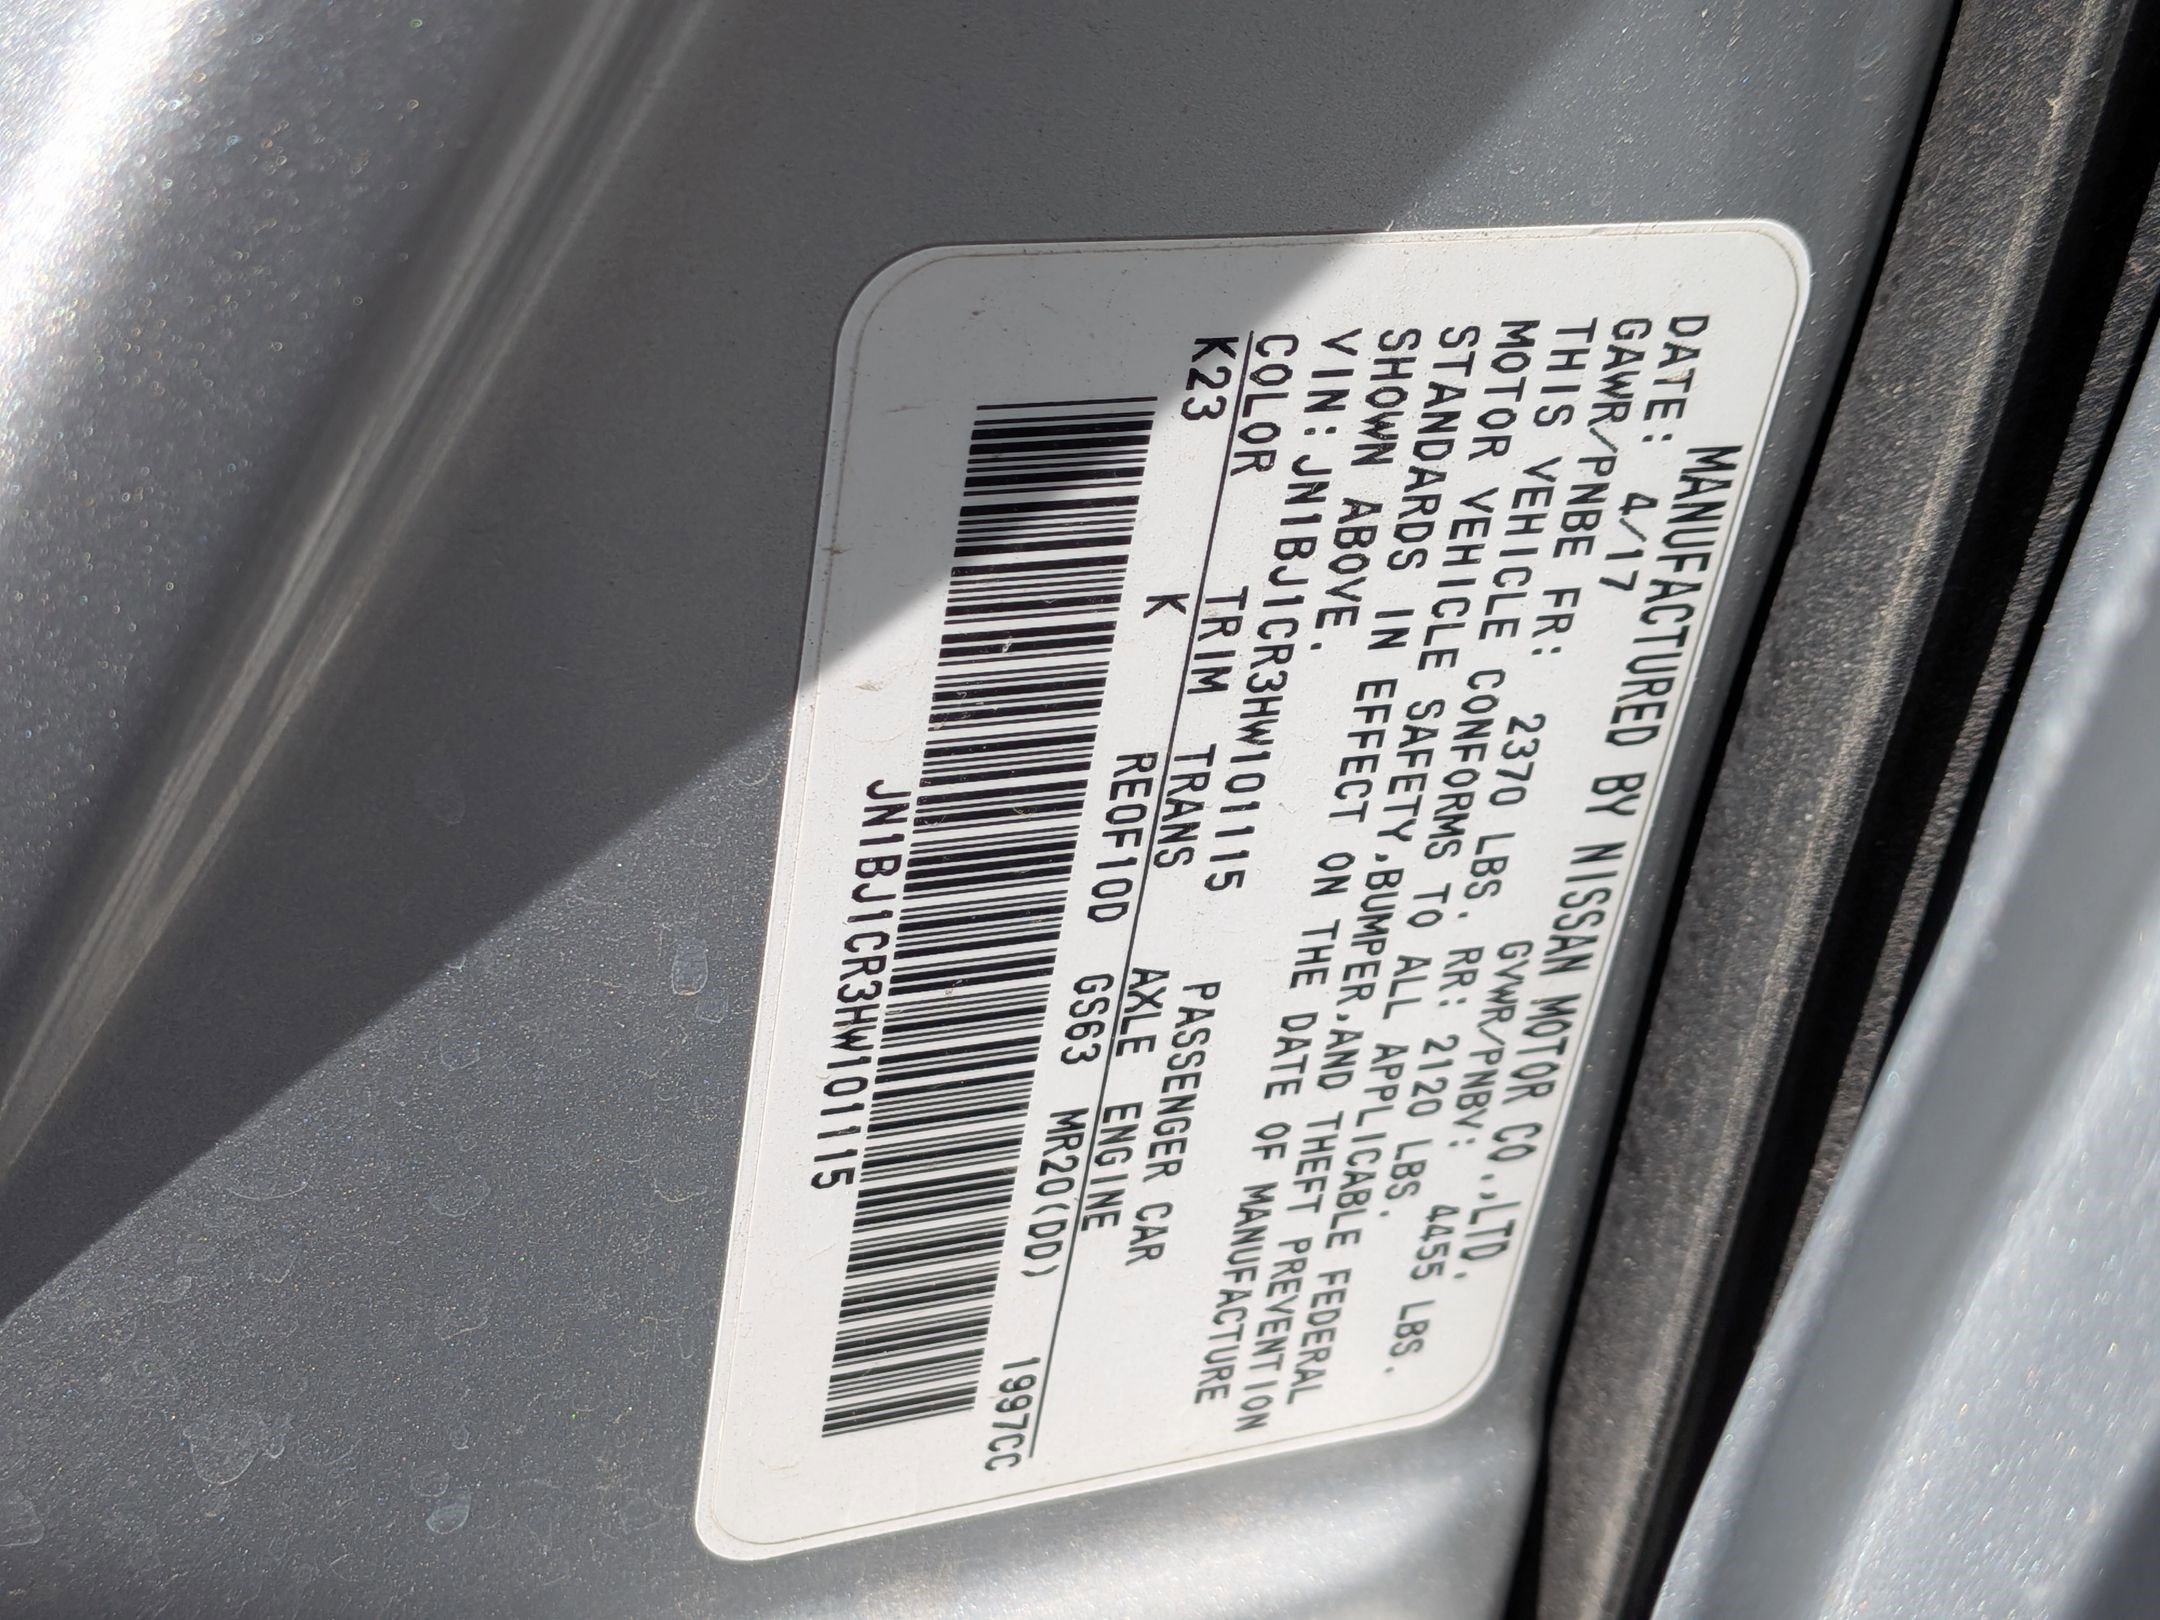 MANUFACTURED BY NISSAN MOTOR CO.,LTD.
DATE: 4/17 GVWR/PNBV: 4455 LBS.
GAWR/PNBE FR: 2370 LBS. RR: 2120 LBS.
THIS VEHICLE CONFORMS TO ALL APPLICABLE FEDERAL
MOTOR VEHICLE SAFETY,BUMPER,AND THEFT PREVENTION
STANDARDS IN EFFECT ON THE DATE OF MANUFACTURE
SHOWN ABOVE.
VIN:JN1BJ1CR3HW101115 PASSENGER CAR
COLOR TRIM TRANS AXLE ENGINE
K23 K RE0F10D GS63 MR20(DD) 1997CC
JN1BJ1CR3HW101115